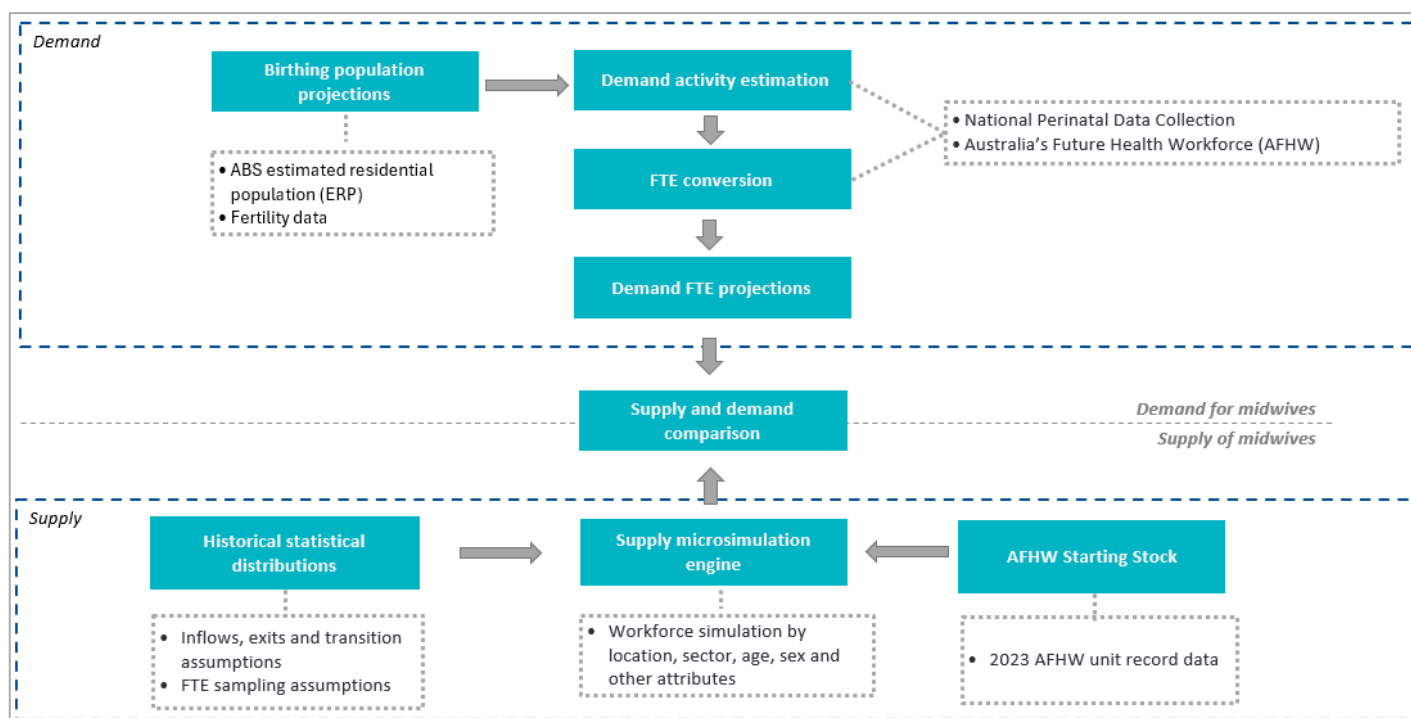 Demand
Birthing population
projections
Demand activity estimation
• National Perinatal Data Collection
• Australia’s Future Health Workforce (AFHW)
• ABS estimated residential
population (ERP)
• Fertility data
FTE conversion
Demand FTE projections
Supply and demand
comparison
Demand for midwives
Supply of midwives
Supply
Historical statistical
distributions
Supply microsimulation
engine
AFHW Starting Stock
• Inflows, exits and transition
assumptions
• FTE sampling assumptions
• Workforce simulation by
location, sector, age, sex and
other attributes
• 2023 AFHW unit record data